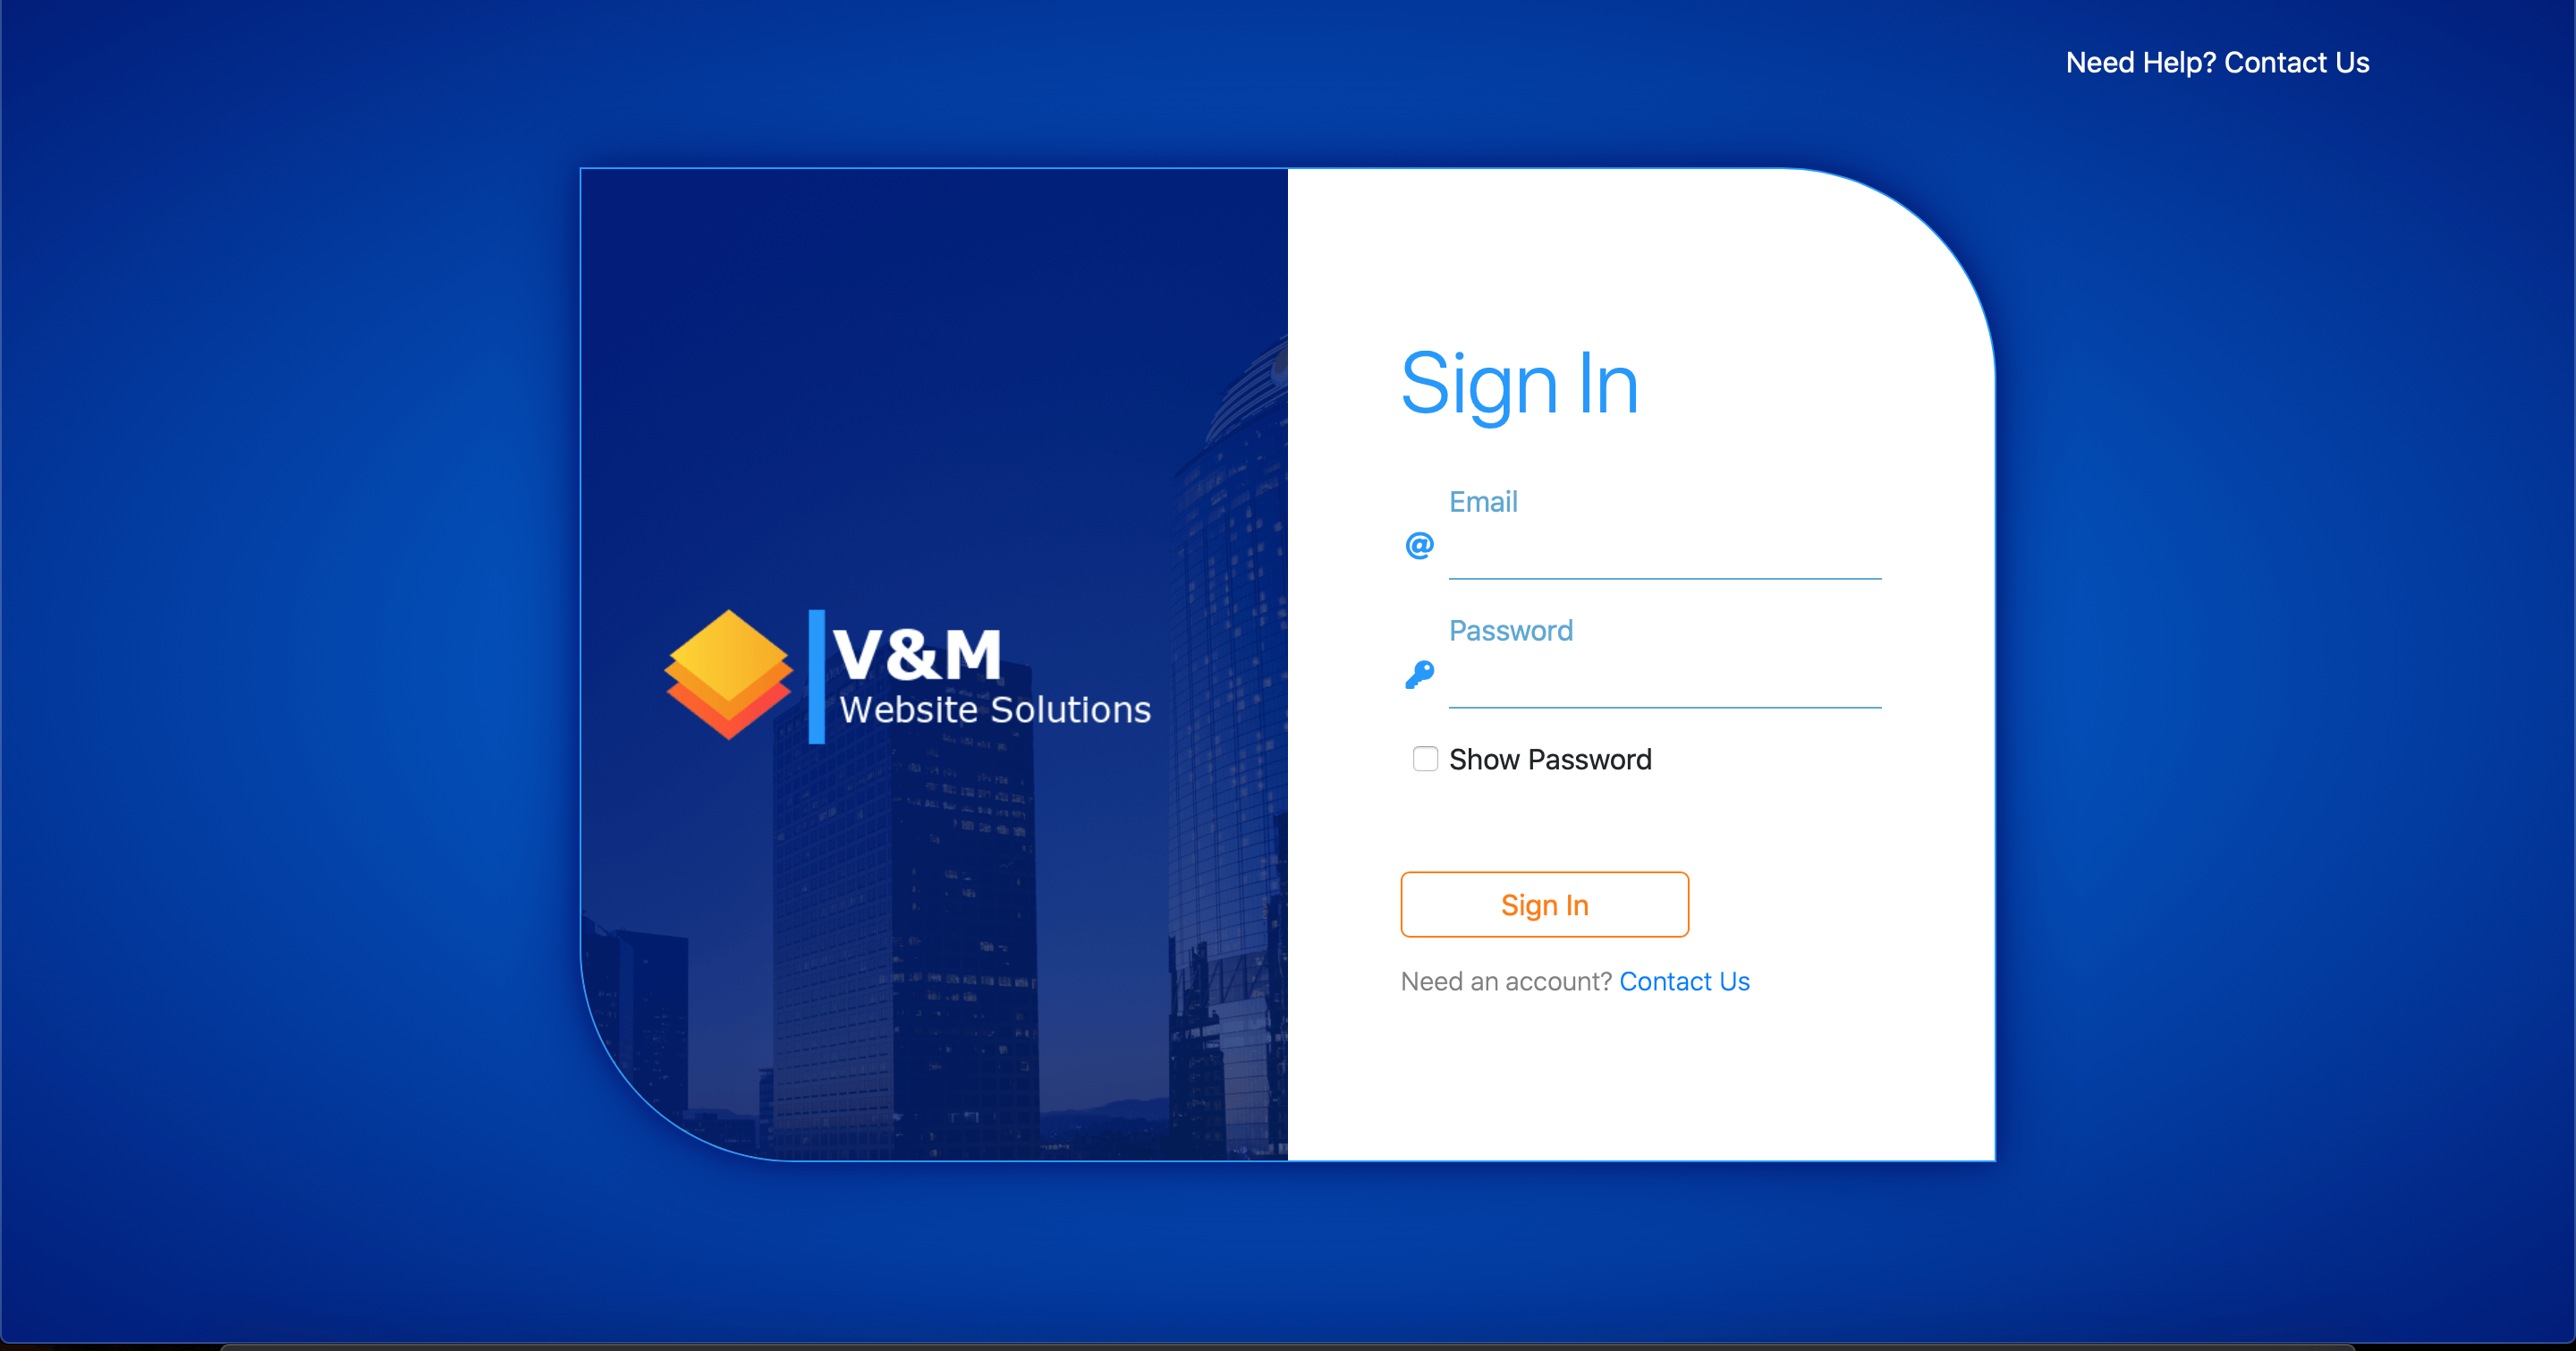 Need Help? Contact Us
V&M
Website Solutions
Sign In
Email
@
Password
Show Password
Sign In
Need an account? Contact Us